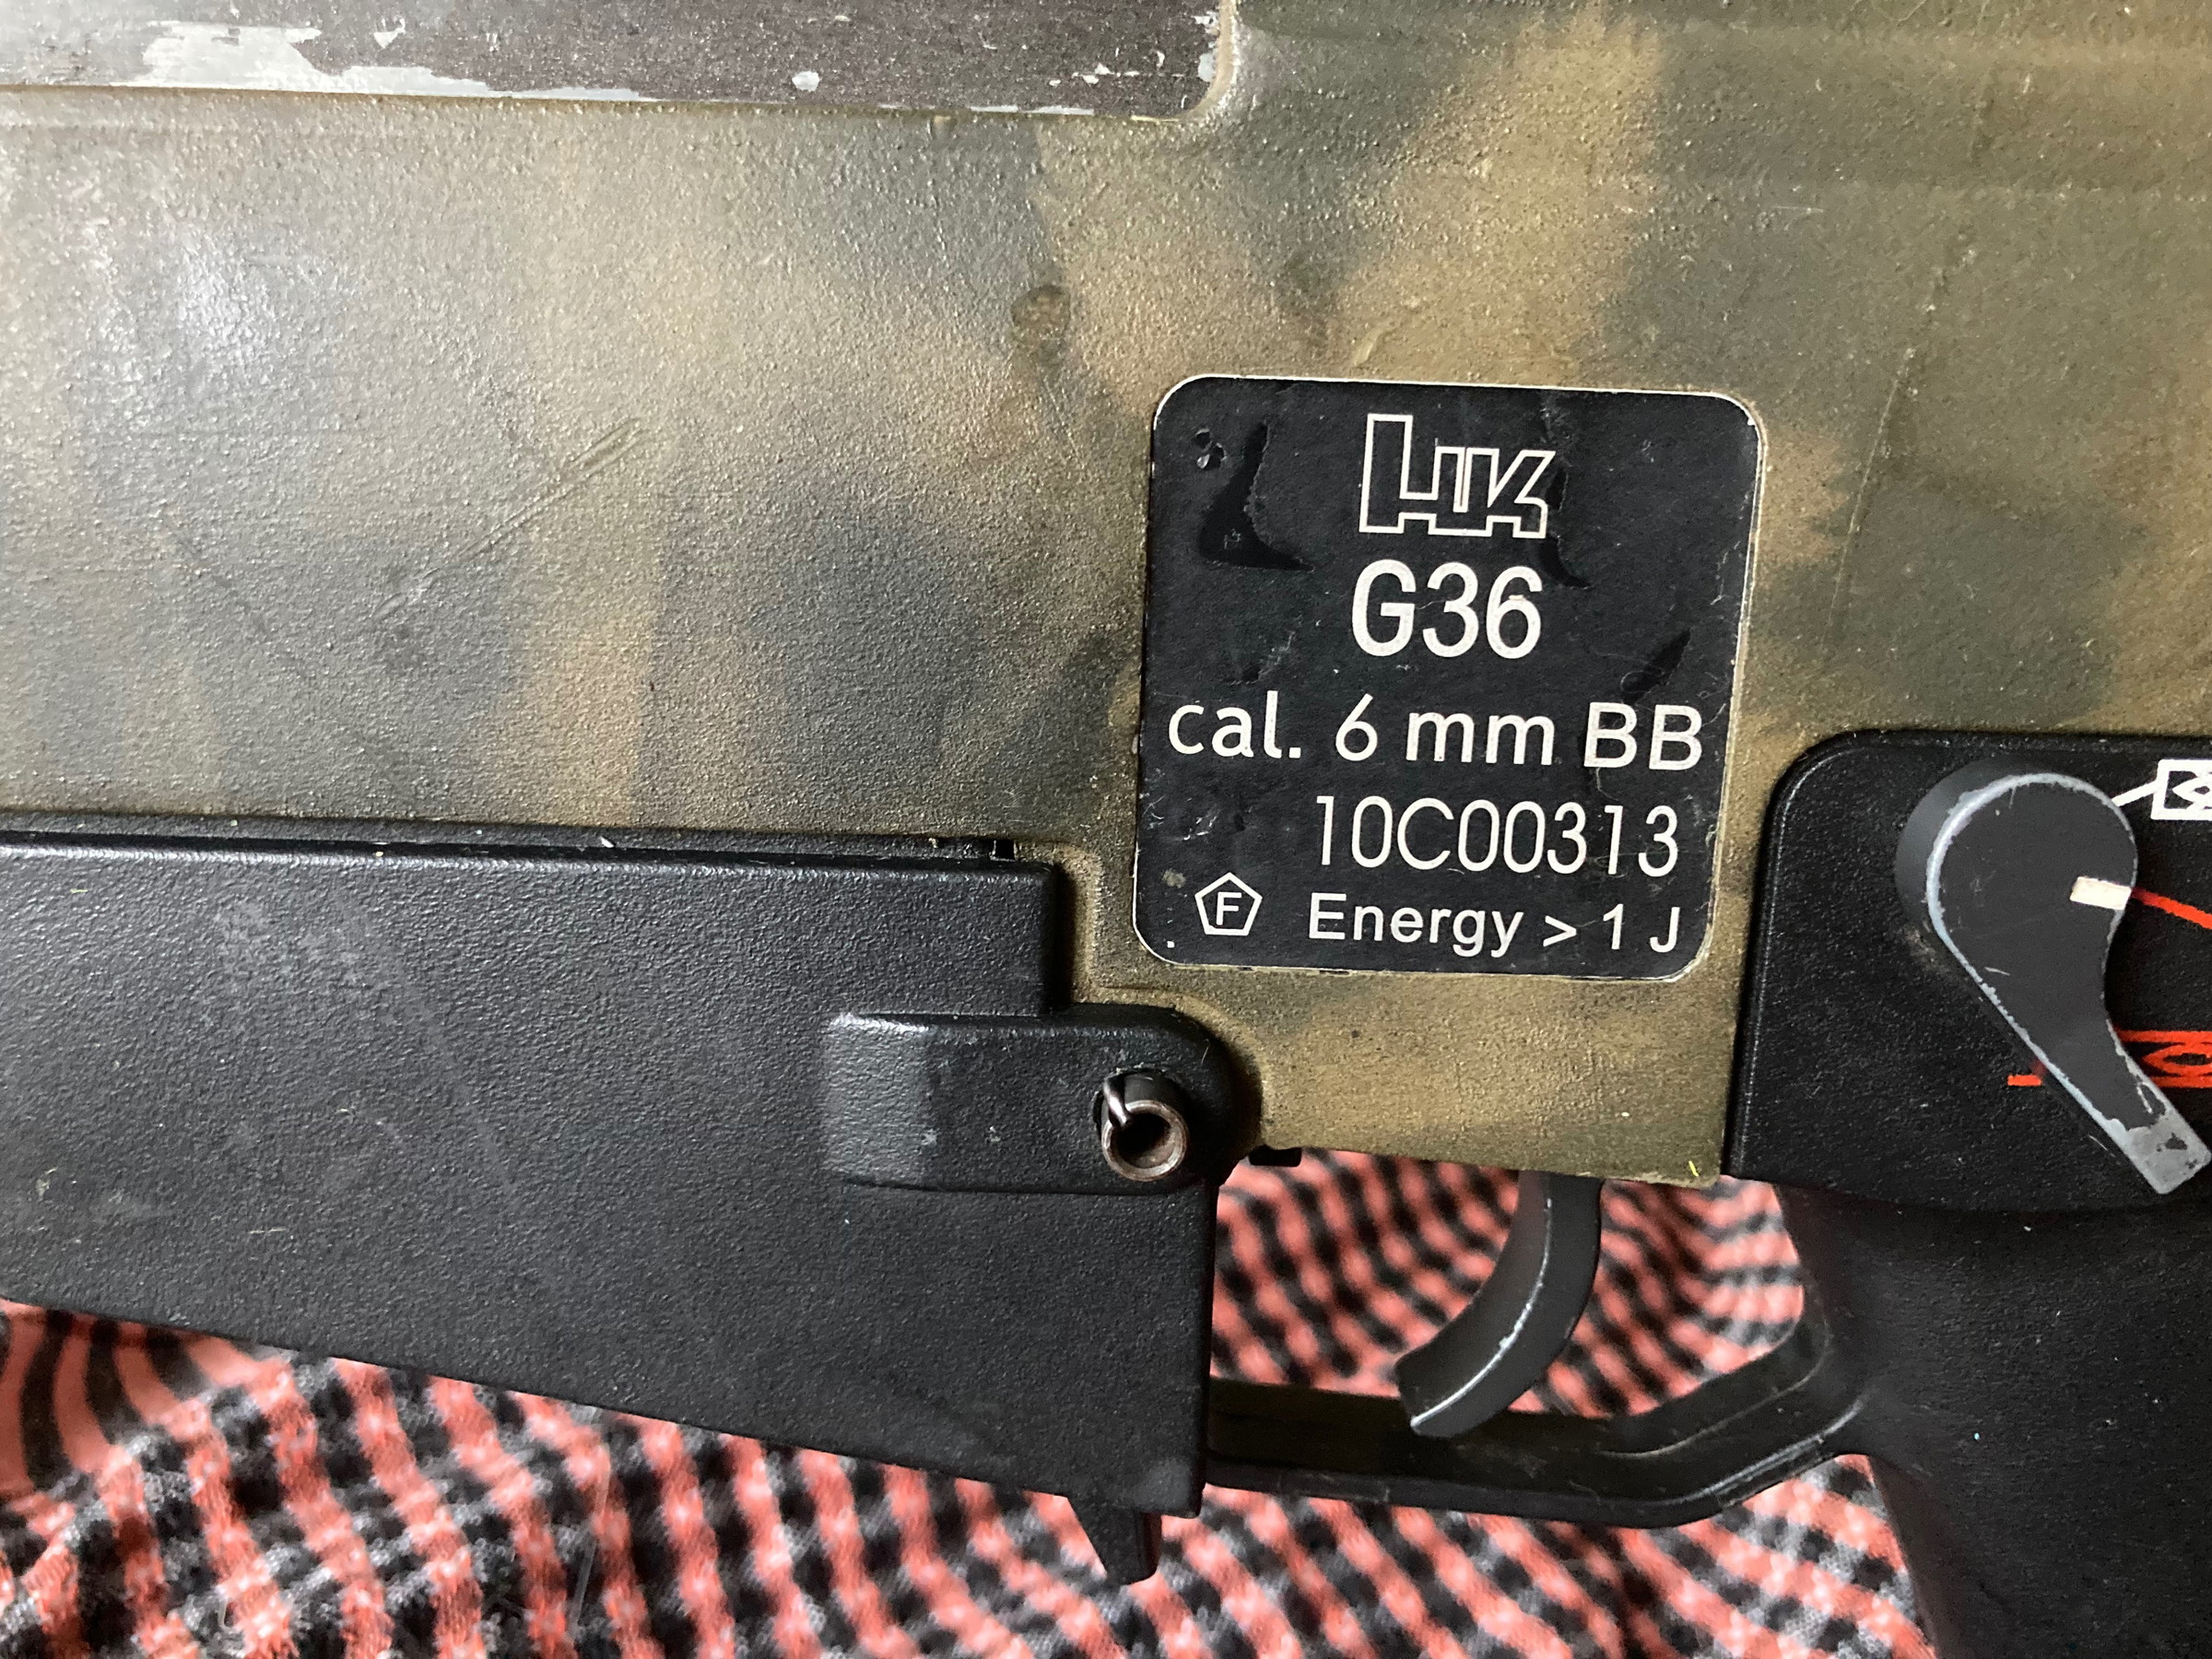 HK
G36
cal. 6 mm BB
10C00313
F Energy > 1 J